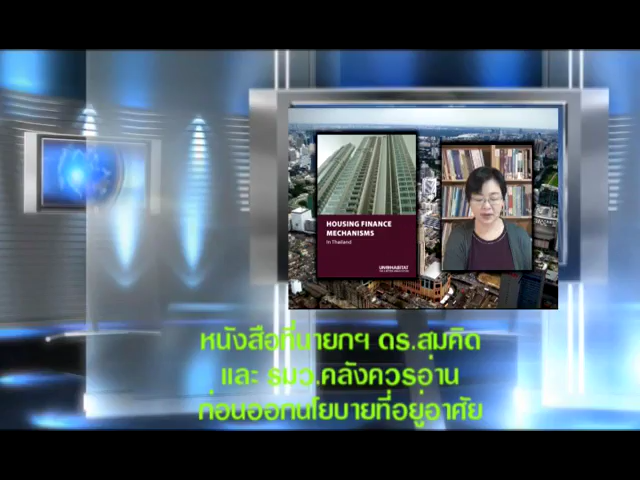 HOUSING FINANCE
MECHANISMS
In Thailand
UN HABITAT
หนังสือที่นายกฯ ดร.สมคิด
และ รมว.คลังควรอ่าน
ก่อนออกนโยบายที่อยู่อาศัย